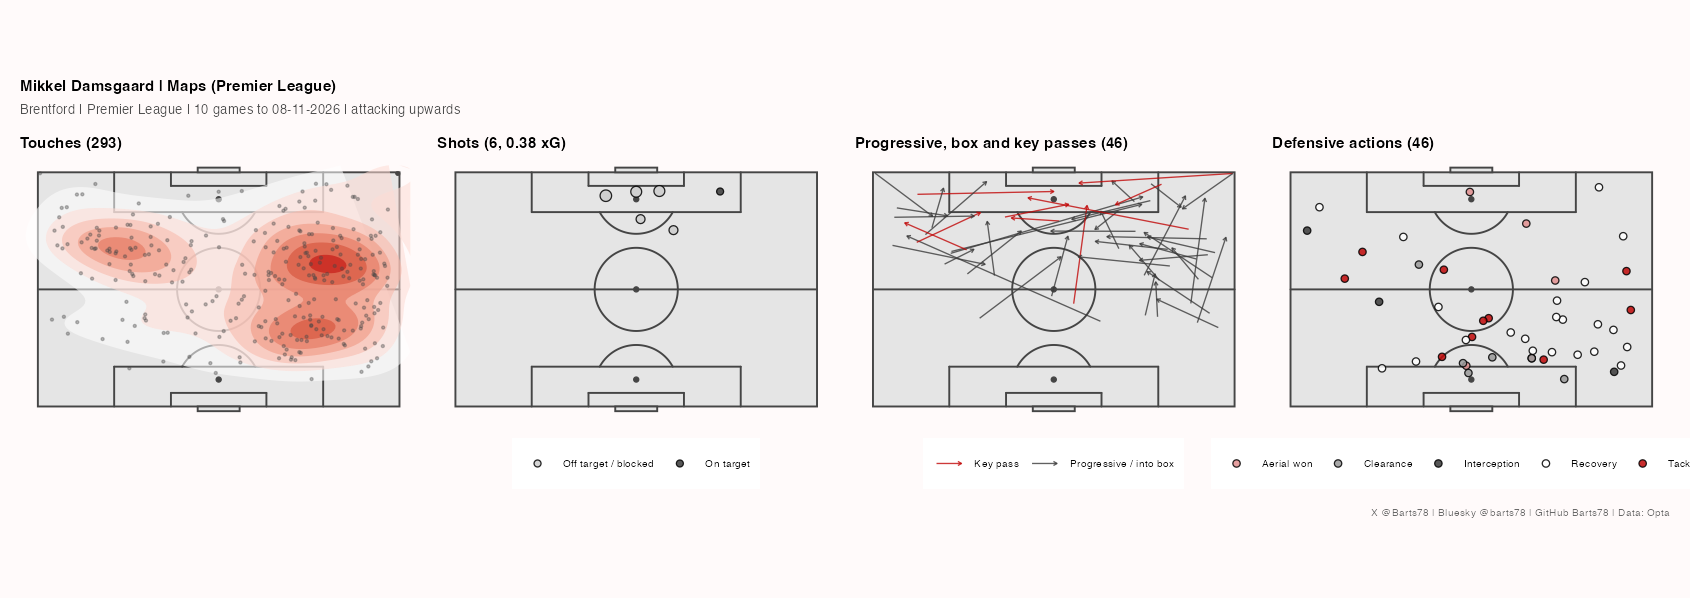 Mikkel Damsgaard | Maps (Premier League)
Brentford | Premier League | 10 games to 08-11-2026 | attacking upwards
Touches (293)
Shots (6, 0.38 xG)
Progressive, box and key passes (46)
Defensive actions (46)
Off target / blocked
On target
Key pass
Progressive / into box
Aerial won
Clearance
Interception
Recovery
Tack
X @Barts78 | Bluesky @barts78 | GitHub Barts78 | Data: Opta